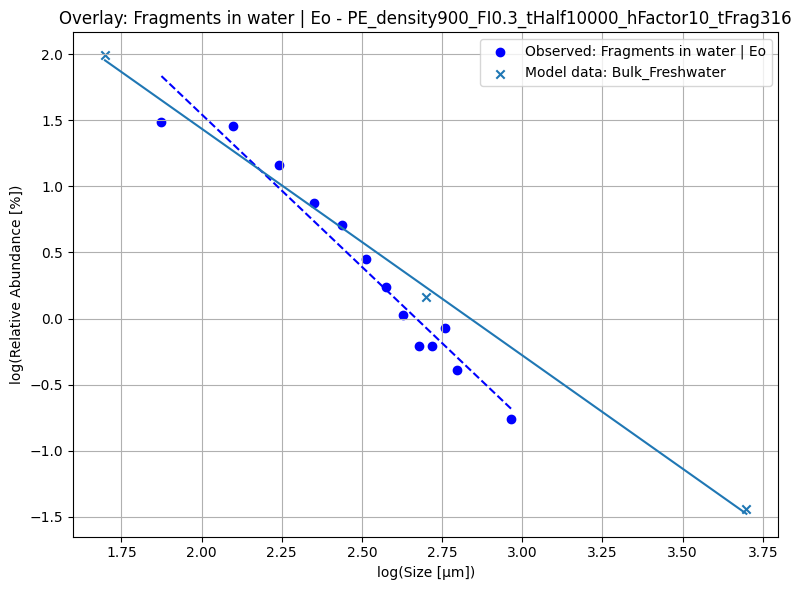 Overlay: Fragments in water | Eo - PE_density900_FI0.3_tHalf10000_hFactor10_tFrag316
Observed: Fragments in water | Eo
Model data: Bulk_Freshwater
log(Relative Abundance [%])
2.0
1.5
1.0
0.5
0.0
−0.5
−1.0
−1.5
1.75 2.00 2.25 2.50 2.75 3.00 3.25 3.50 3.75
log(Size [µm])